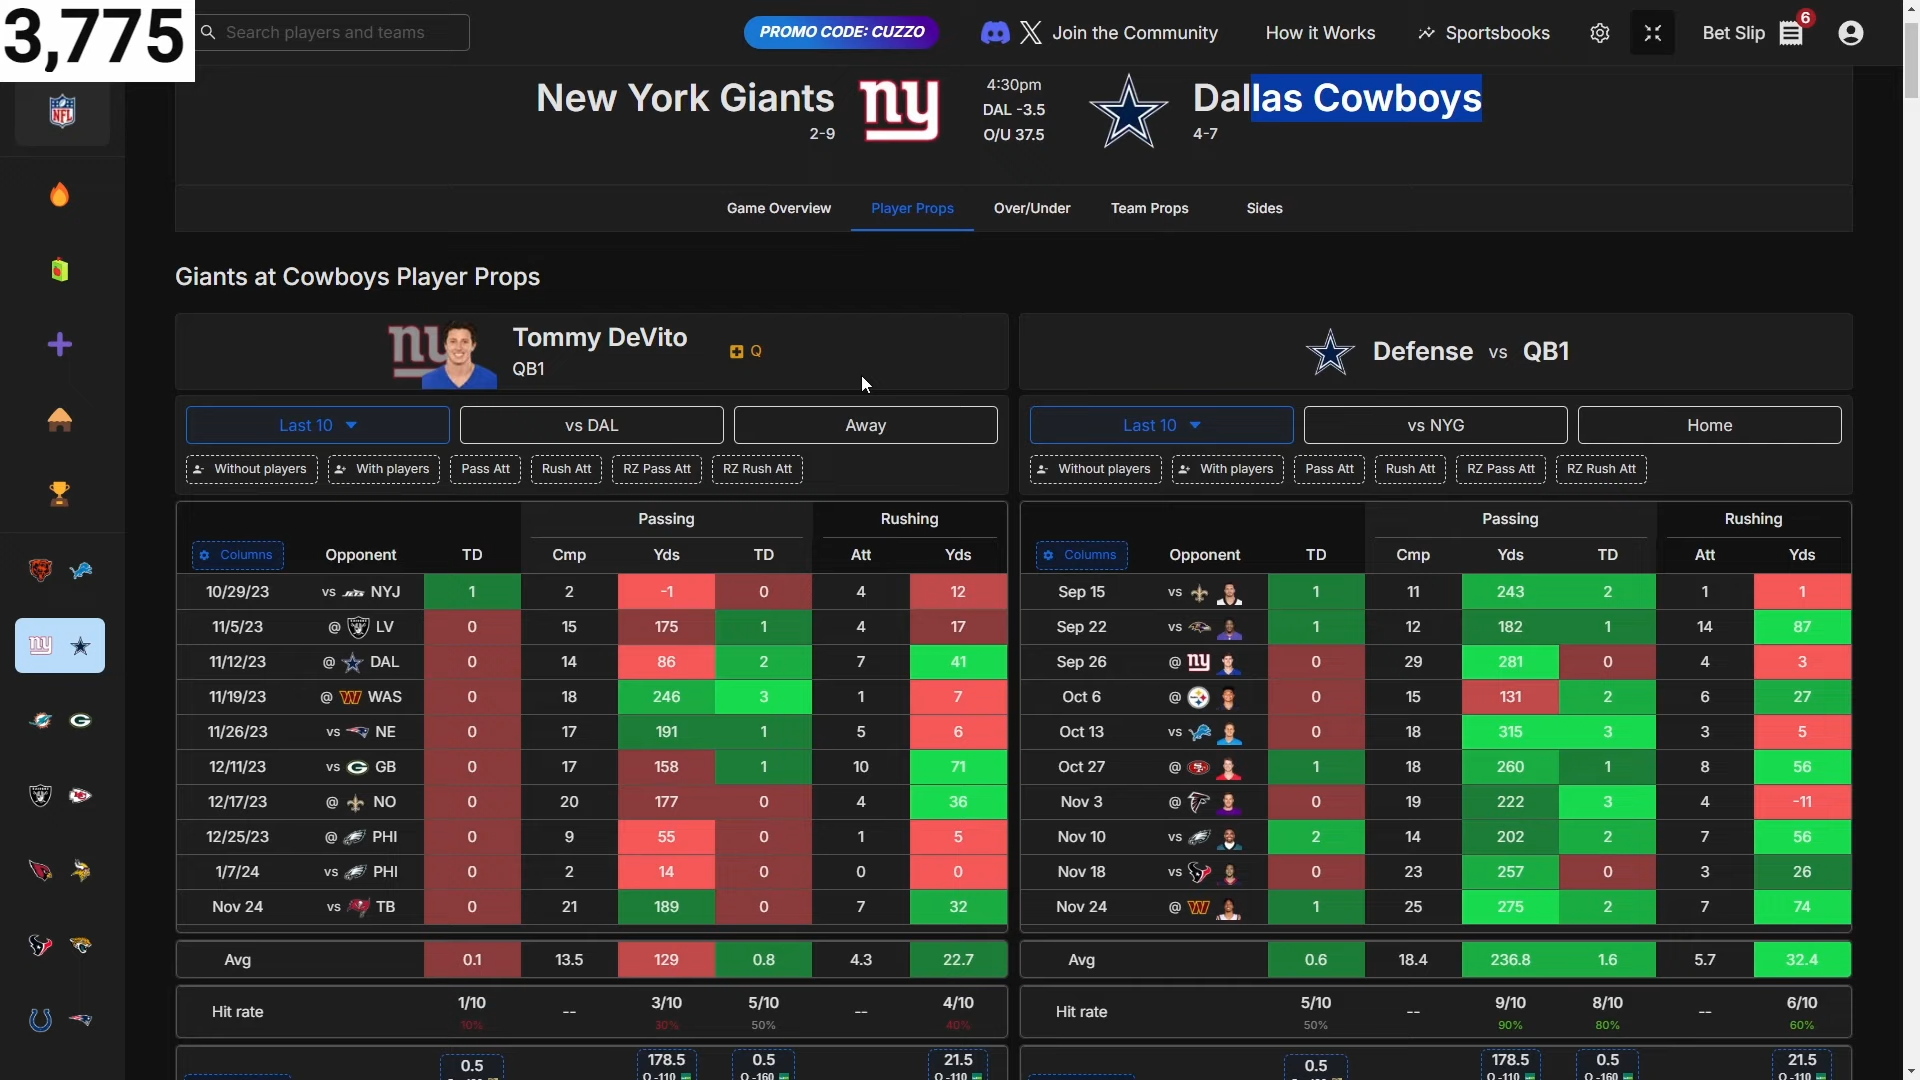 3,775
Search players and teams
PROMO CODE: CUZZO
Join the Community
How it Works
Sportsbooks
Bet Slip
6
New York Giants
2-9
ny
4:30pm
DAL -3.5
O/U 37.5
Dallas Cowboys
4-7
NFL
Game Overview Player Props Over/Under Team Props Sides
Giants at Cowboys Player Props
ny
Tommy DeVito
QB1
Q
Defense vs QB1
Last 10 vs DAL Away
Without players With players Pass Att Rush Att RZ Pass Att RZ Rush Att
Last 10 vs NYG Home
Without players With players Pass Att Rush Att RZ Pass Att RZ Rush Att
Passing Rushing
Columns Opponent TD Cmp Yds TD Att Yds
10/29/23 vs NYJ 1 2 -1 0 4 12
11/5/23 @ LV 0 15 175 1 4 17
11/12/23 @ DAL 0 14 86 2 7 41
11/19/23 @ WAS 0 18 246 3 1 7
11/26/23 vs NE 0 17 191 1 5 6
12/11/23 vs GB 0 17 158 1 10 71
12/17/23 @ NO 0 20 177 0 4 36
12/25/23 @ PHI 0 9 55 0 1 5
1/7/24 vs PHI 0 2 14 0 0 0
Nov 24 vs TB 0 21 189 0 7 32
Avg 0.1 13.5 129 0.8 4.3 22.7
Hit rate 1/10 -- 3/10 5/10 -- 4/10
10% 30% 50% 40%
0.5 178.5 0.5 21.5
O -110 O -160 O -110
Passing Rushing
Columns Opponent TD Cmp Yds TD Att Yds
Sep 15 vs 1 11 243 2 1 1
Sep 22 vs 1 12 182 1 14 87
Sep 26 @ ny 0 29 281 0 4 3
Oct 6 @ 0 15 131 2 6 27
Oct 13 vs 0 18 315 3 3 5
Oct 27 @ 1 18 260 1 8 56
Nov 3 @ 0 19 222 3 4 -11
Nov 10 vs 2 14 202 2 7 56
Nov 18 vs 0 23 257 0 3 26
Nov 24 @ 1 25 275 2 7 74
Avg 0.6 18.4 236.8 1.6 5.7 32.4
Hit rate 5/10 -- 9/10 8/10 -- 6/10
50% 90% 80% 60%
0.5 178.5 0.5 21.5
O -110 O -160 O -110